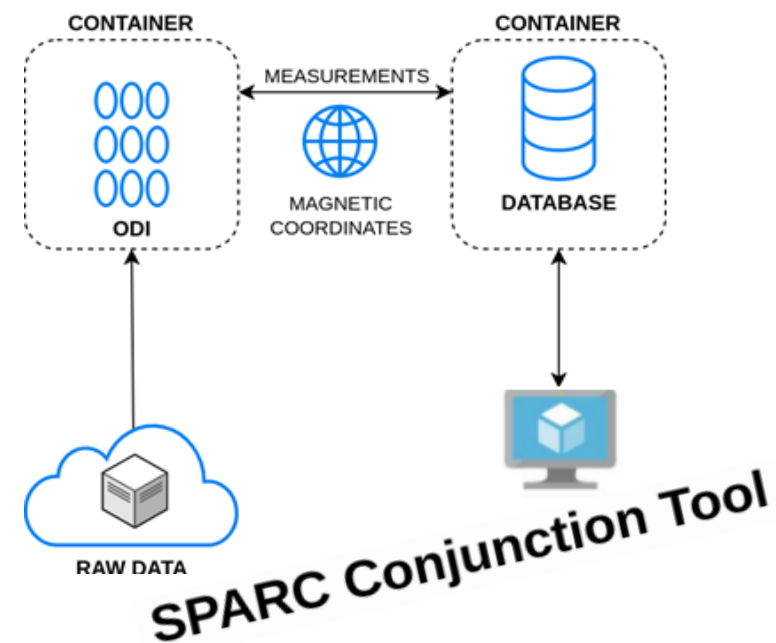 CONTAINER
CONTAINER
MEASUREMENTS
MAGNETIC
COORDINATES
ODI
DATABASE
RAW DATA
SPARC Conjunction Tool